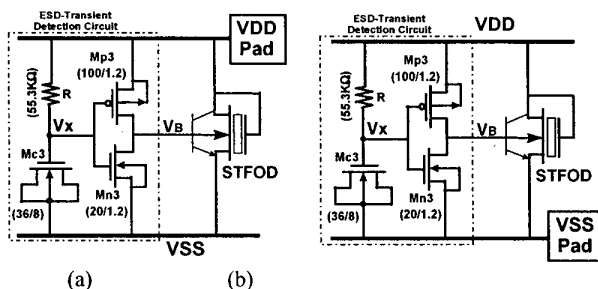 ESD-Transient
Detection Circuit
VDD
Pad
Mp3
(100/1.2)
(55.3KΩ)
R
Vx
VB
Mc3
STFOD
Mn3
(36/8)
(20/1.2)
VSS
(a)
(b)
ESD-Transient
Detection Circuit
VDD
Mp3
(100/1.2)
(55.3KΩ)
R
Vx
VB
Mc3
STFOD
Mn3
(36/8)
(20/1.2)
VSS
Pad